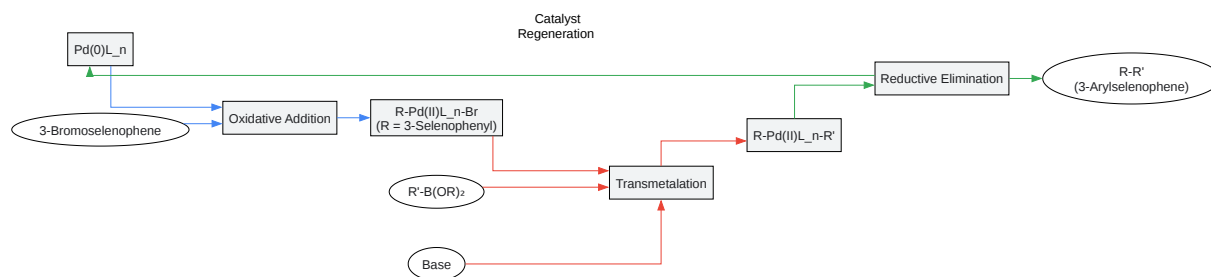 Catalyst
Regeneration
Pd(0)L_n
3-Bromoselenophene
Oxidative Addition
R-Pd(II)L_n-Br
(R = 3-Selenophenyl)
R'-B(OR)₂
Base
Transmetalation
R-Pd(II)L_n-R'
Reductive Elimination
R-R'
(3-Arylselenophene)